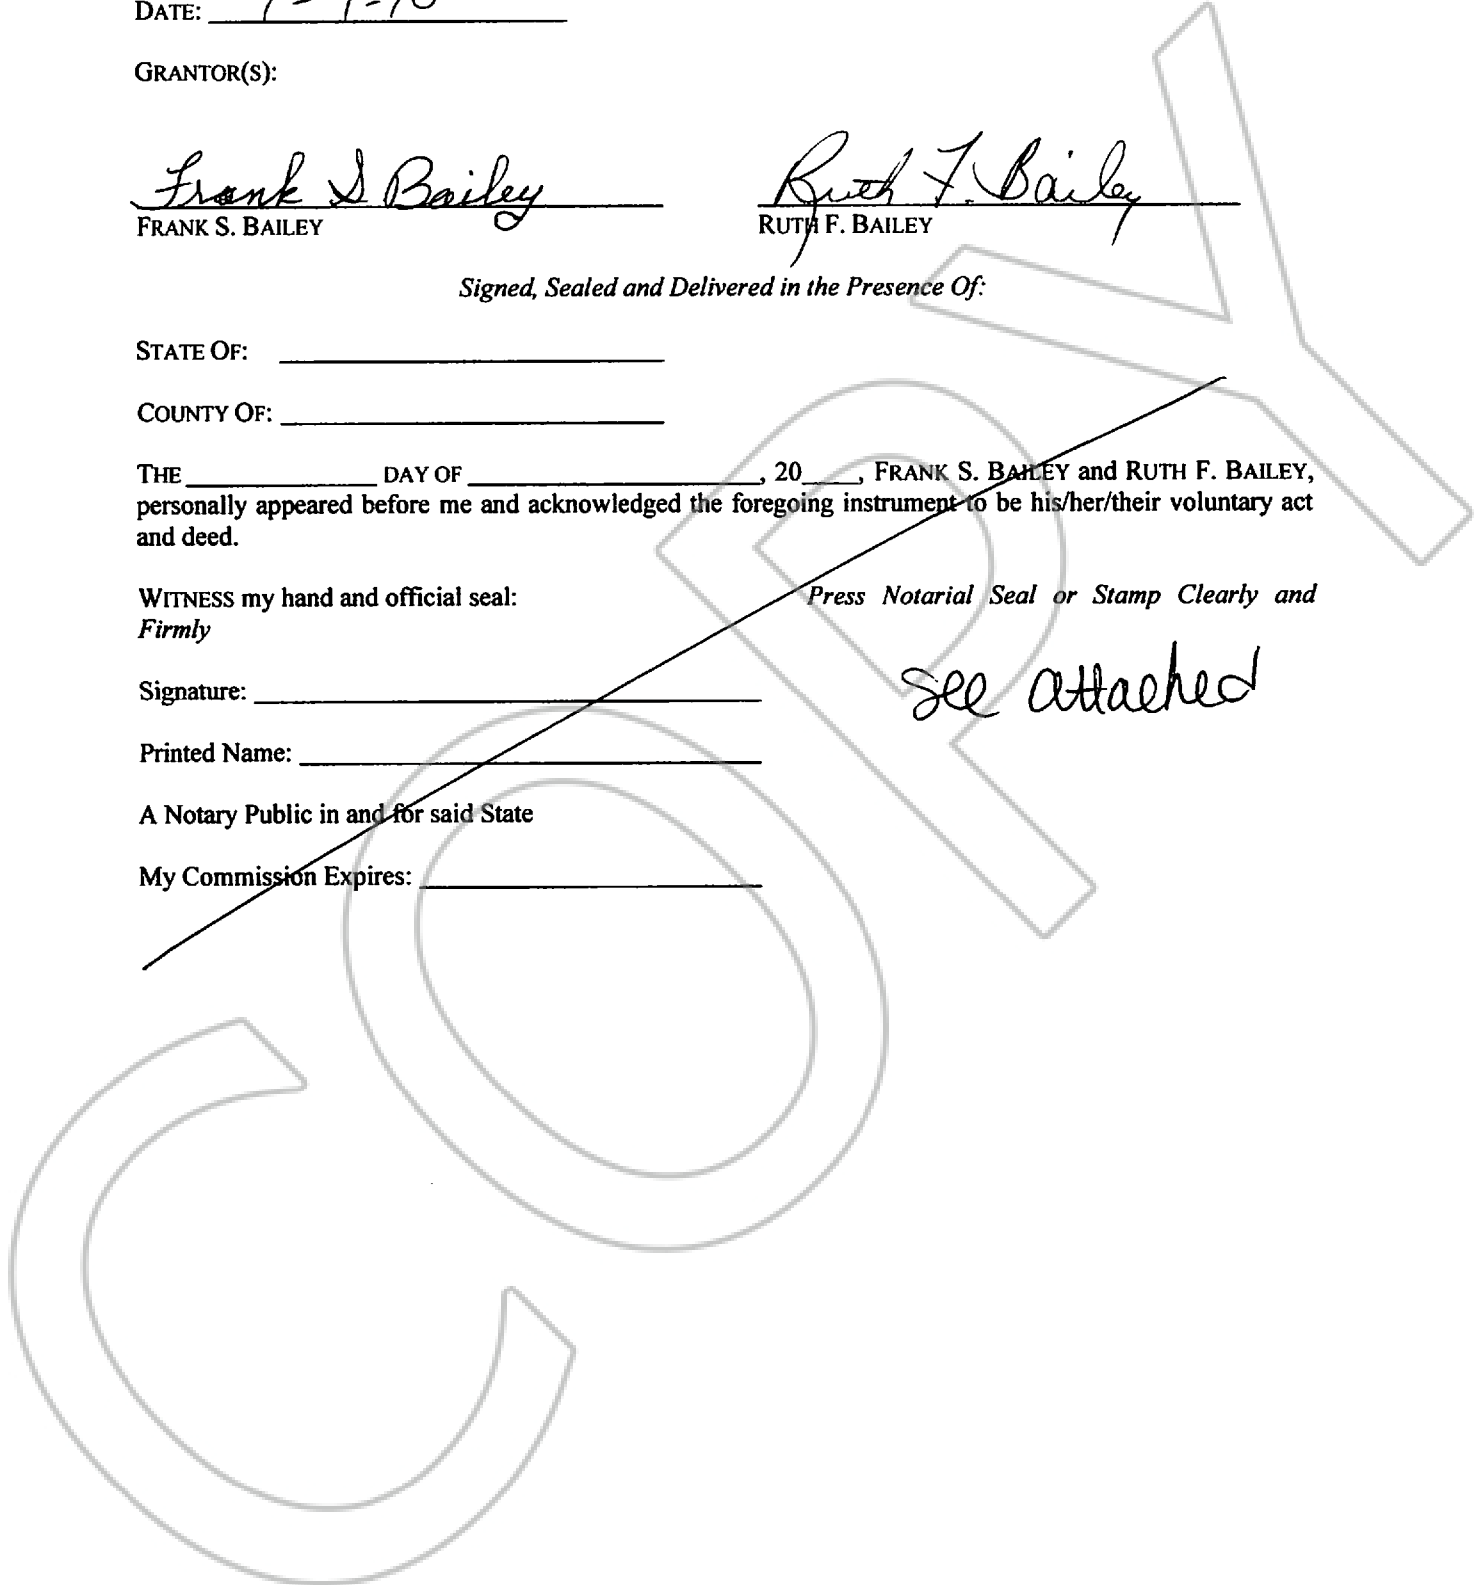 DATE:
GRANTOR(S):
Frank S Bailey Ruth F. Bailey
FRANK S. BAILEY RUTH F. BAILEY
Signed, Sealed and Delivered in the Presence Of:
STATE OF:
COUNTY OF:
THE ____________ DAY OF ____________, 20____, FRANK S. BAILEY and RUTH F. BAILEY,
personally appeared before me and acknowledged the foregoing instrument to be his/her/their voluntary act
and deed.
WITNESS my hand and official seal: Press Notarial Seal or Stamp Clearly and
Firmly
See attached
Signature:
Printed Name:
A Notary Public in and for said State
My Commission Expires:
COPY